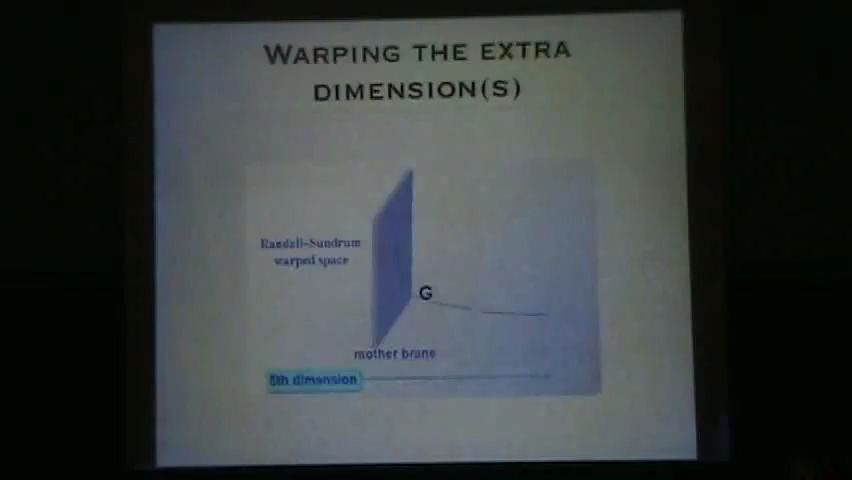 WARPING THE EXTRA
DIMENSION(S)
Randall-Sundrum
warped space
G
mother brane
5th dimension